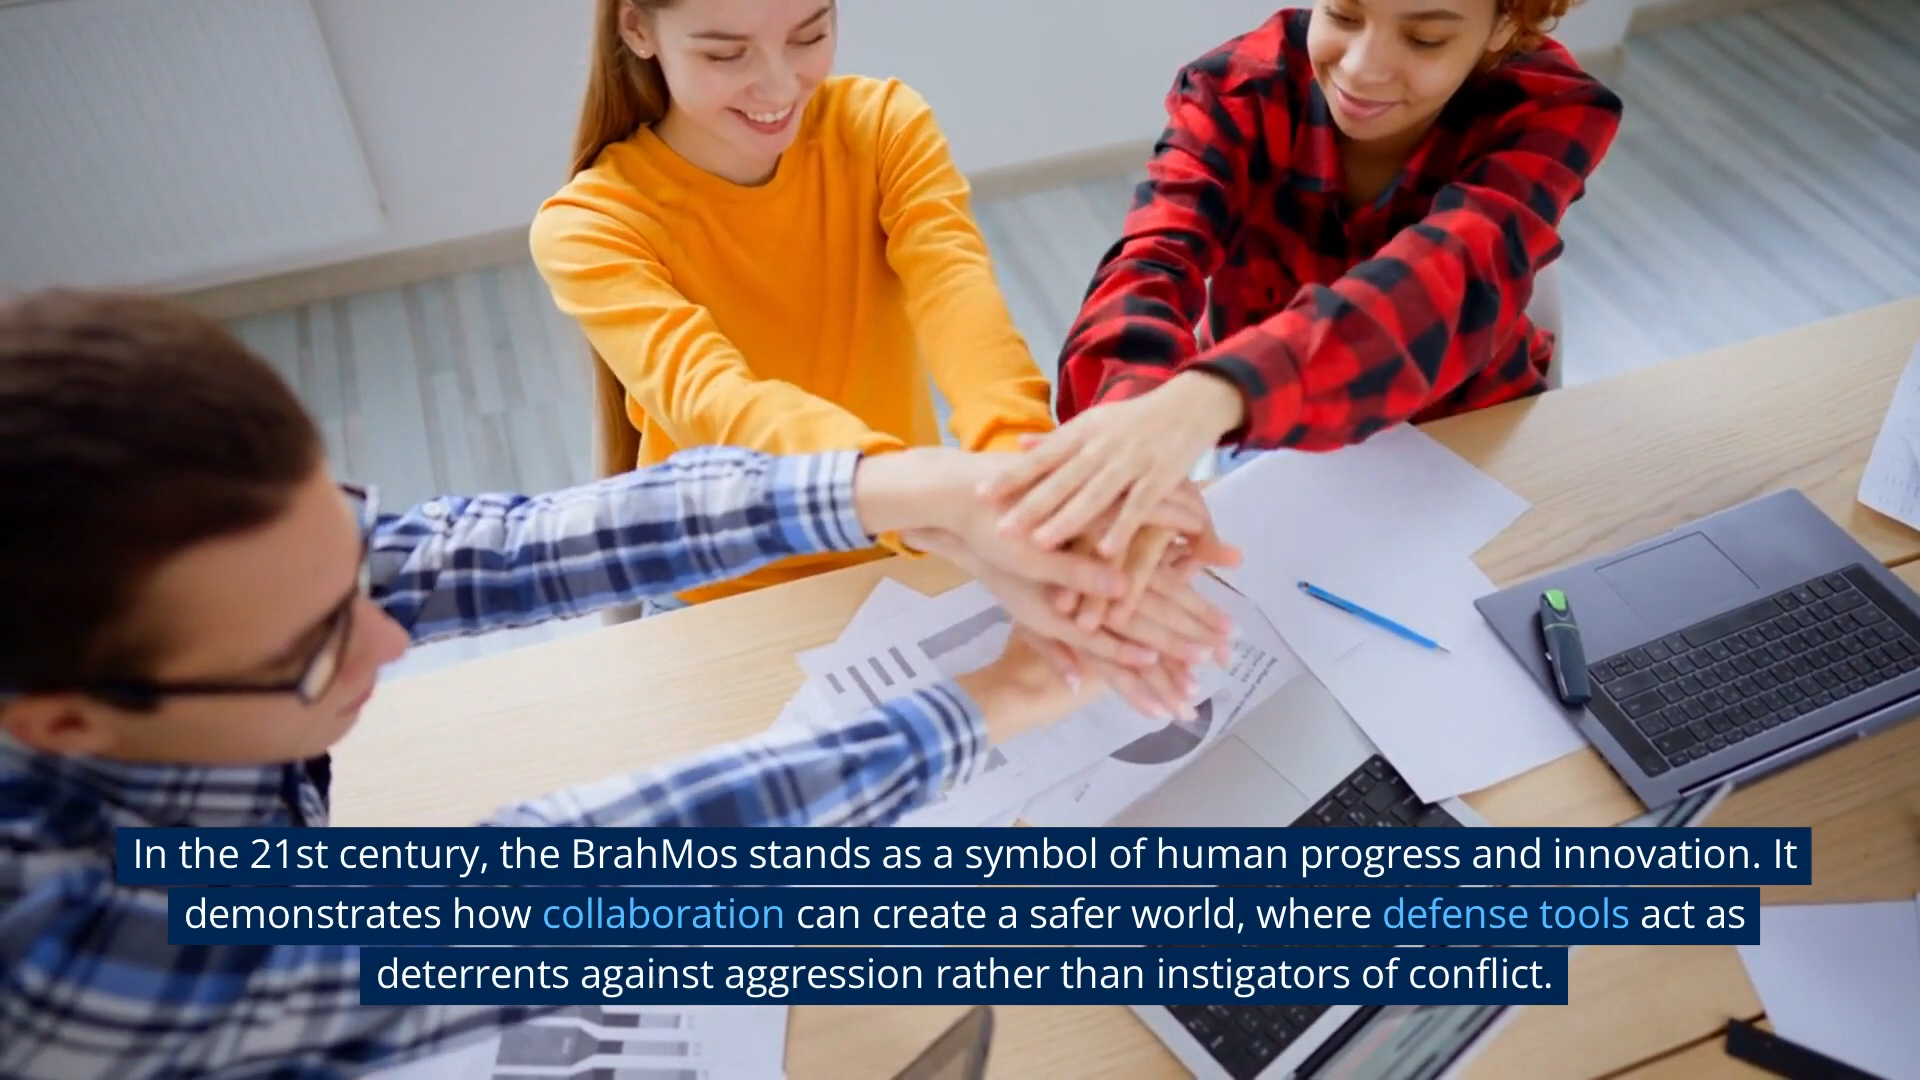 In the 21st century, the BrahMos stands as a symbol of human progress and innovation. It
demonstrates how collaboration can create a safer world, where defense tools act as
deterrents against aggression rather than instigators of conflict.